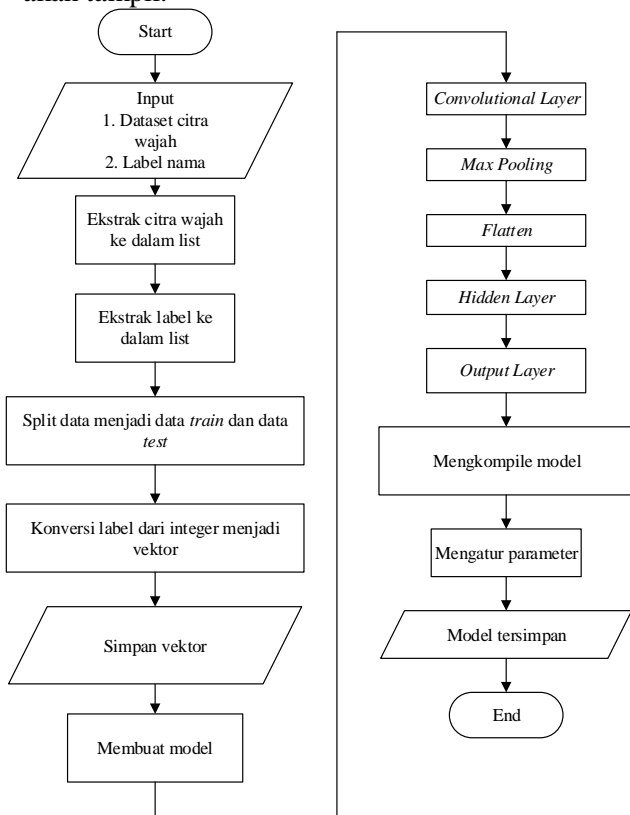 akan tampil.
Start
Input
1. Dataset citra
wajah
2. Label nama
Ekstrak citra wajah
ke dalam list
Ekstrak label ke
dalam list
Split data menjadi data train dan data
test
Konversi label dari integer menjadi
vektor
Simpan vektor
Membuat model
Convolutional Layer
Max Pooling
Flatten
Hidden Layer
Output Layer
Mengkompile model
Mengatur parameter
Model tersimpan
End